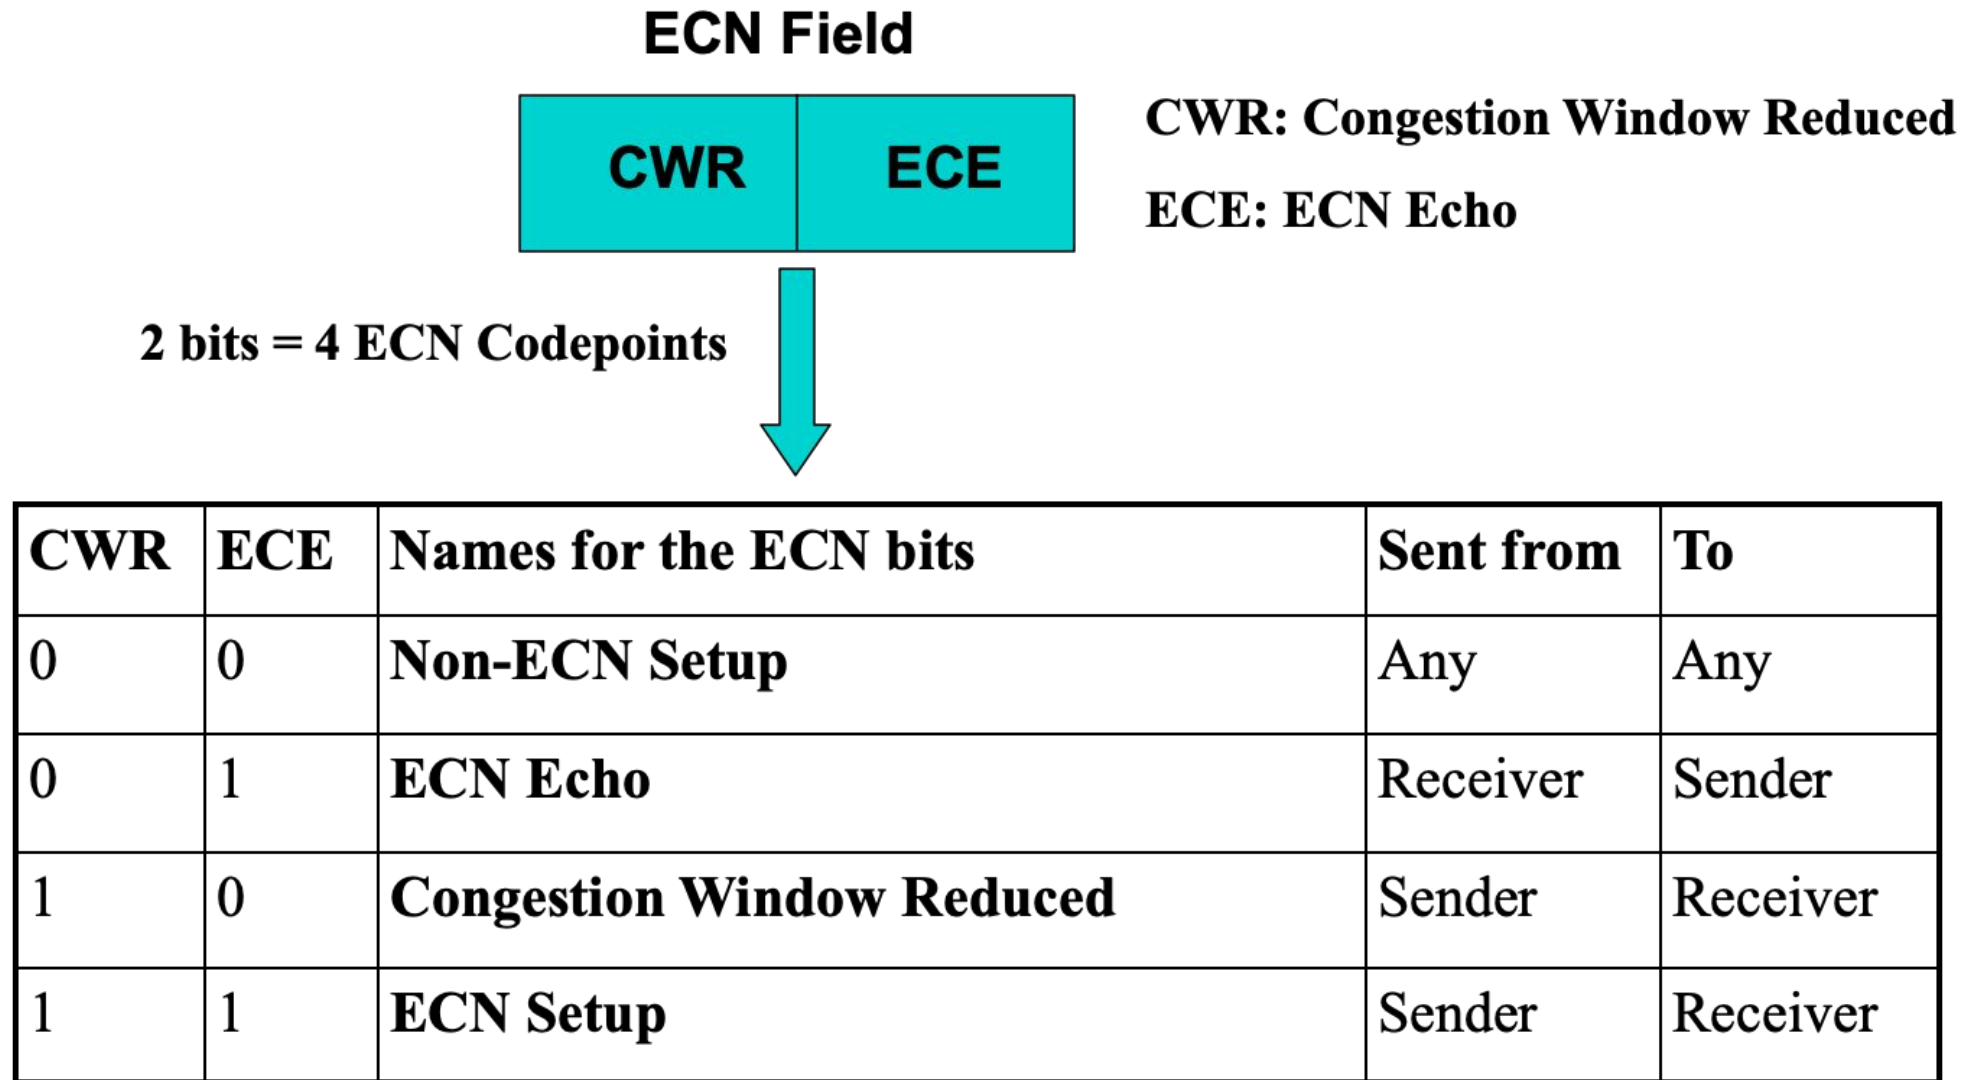 ECN Field
CWR ECE
CWR: Congestion Window Reduced
ECE: ECN Echo
2 bits = 4 ECN Codepoints
CWR ECE Names for the ECN bits Sent from To
0 0 Non-ECN Setup Any Any
0 1 ECN Echo Receiver Sender
1 0 Congestion Window Reduced Sender Receiver
1 1 ECN Setup Sender Receiver